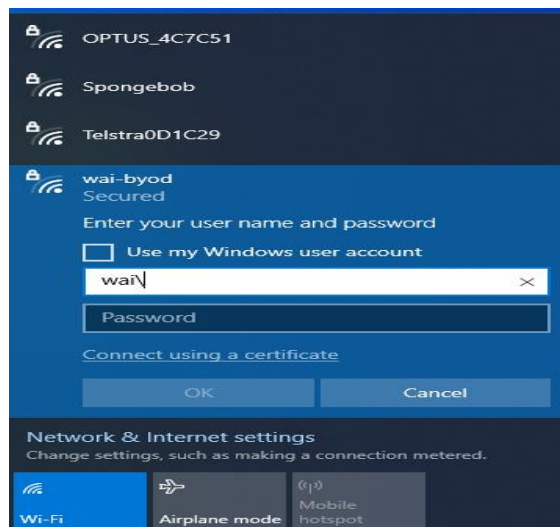 OPTUS_4C7C51
Spongebob
Telstra0D1C29
wai-byod
Secured
Enter your user name and password
Use my Windows user account
wai\
Password
Connect using a certificate
OK Cancel
Network & Internet settings
Change settings, such as making a connection metered.
Wi-Fi
Airplane mode
Mobile
hotspot